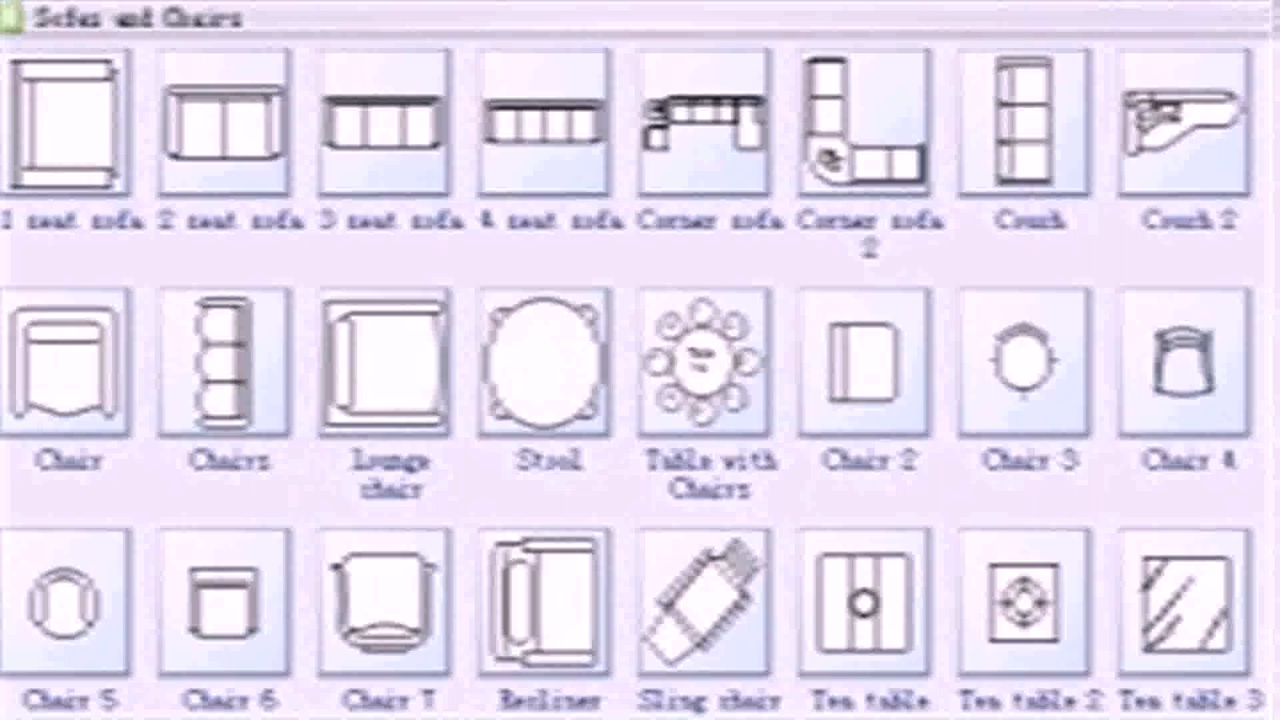 Sofas and Chairs
1 seat sofa 2 seat sofa 3 seat sofa 4 seat sofa Corner sofa Corner sofa 2 Couch Couch 2
Chair Chairs Lounge chair Stool Table with Chairs Chair 2 Chair 3 Chair 4
Chair 5 Chair 6 Chair 7 Recliner Sling chair Tea table Tea table 2 Tea table 3